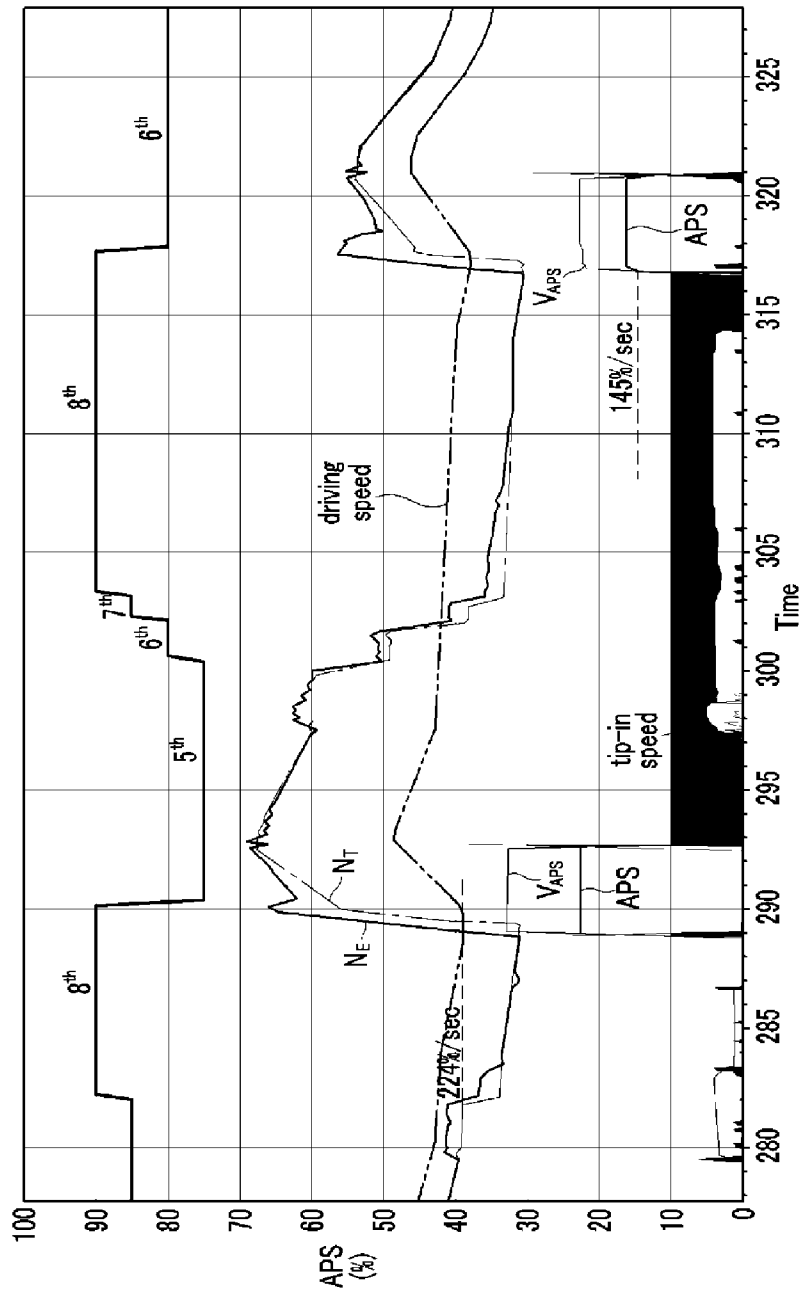 100
90
80
70
60
50
40
30
20
10
0
APS
(%)
8th
5th
6th
7th
8th
6th
NE
NT
224%/sec
VAPS
APS
tip-in
speed
driving
speed
145%/sec
VAPS
APS
280
285
290
295
300
305
310
315
320
325
Time